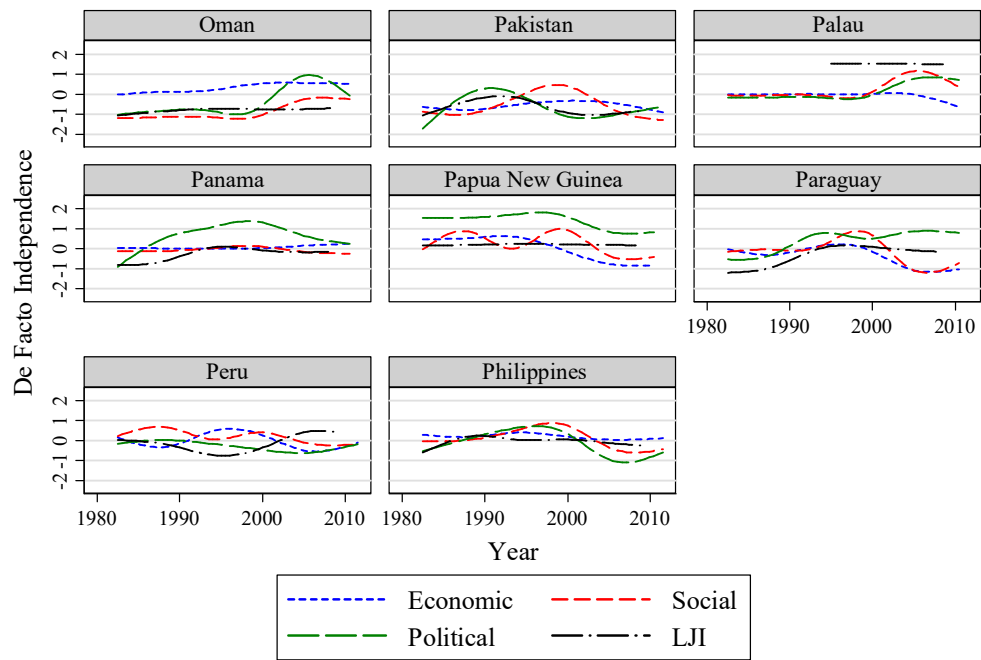 Oman
Pakistan
Palau
-2 -1 0 1 2
Panama
Papua New Guinea
Paraguay
-2 -1 0 1 2
1980 1990 2000 2010
Peru
Philippines
-2 -1 0 1 2
1980 1990 2000 2010
1980 1990 2000 2010
De Facto Independence
Year
Economic
Social
Political
LJI